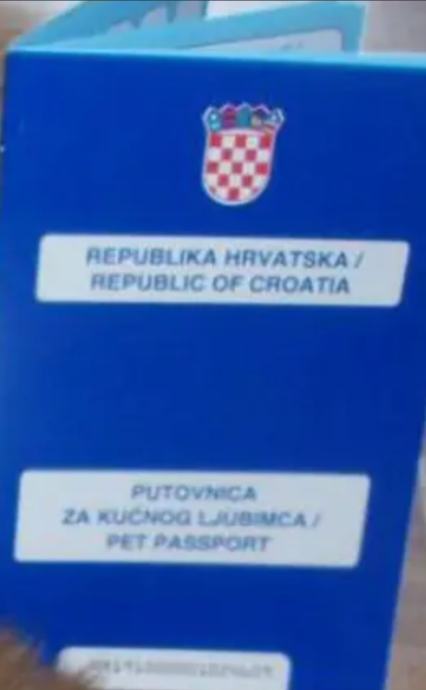 REPUBLIKA HRVATSKA /
REPUBLIC OF CROATIA
PUTOVNICA
ZA KUĆNOG LJUBIMCA /
PET PASSPORT